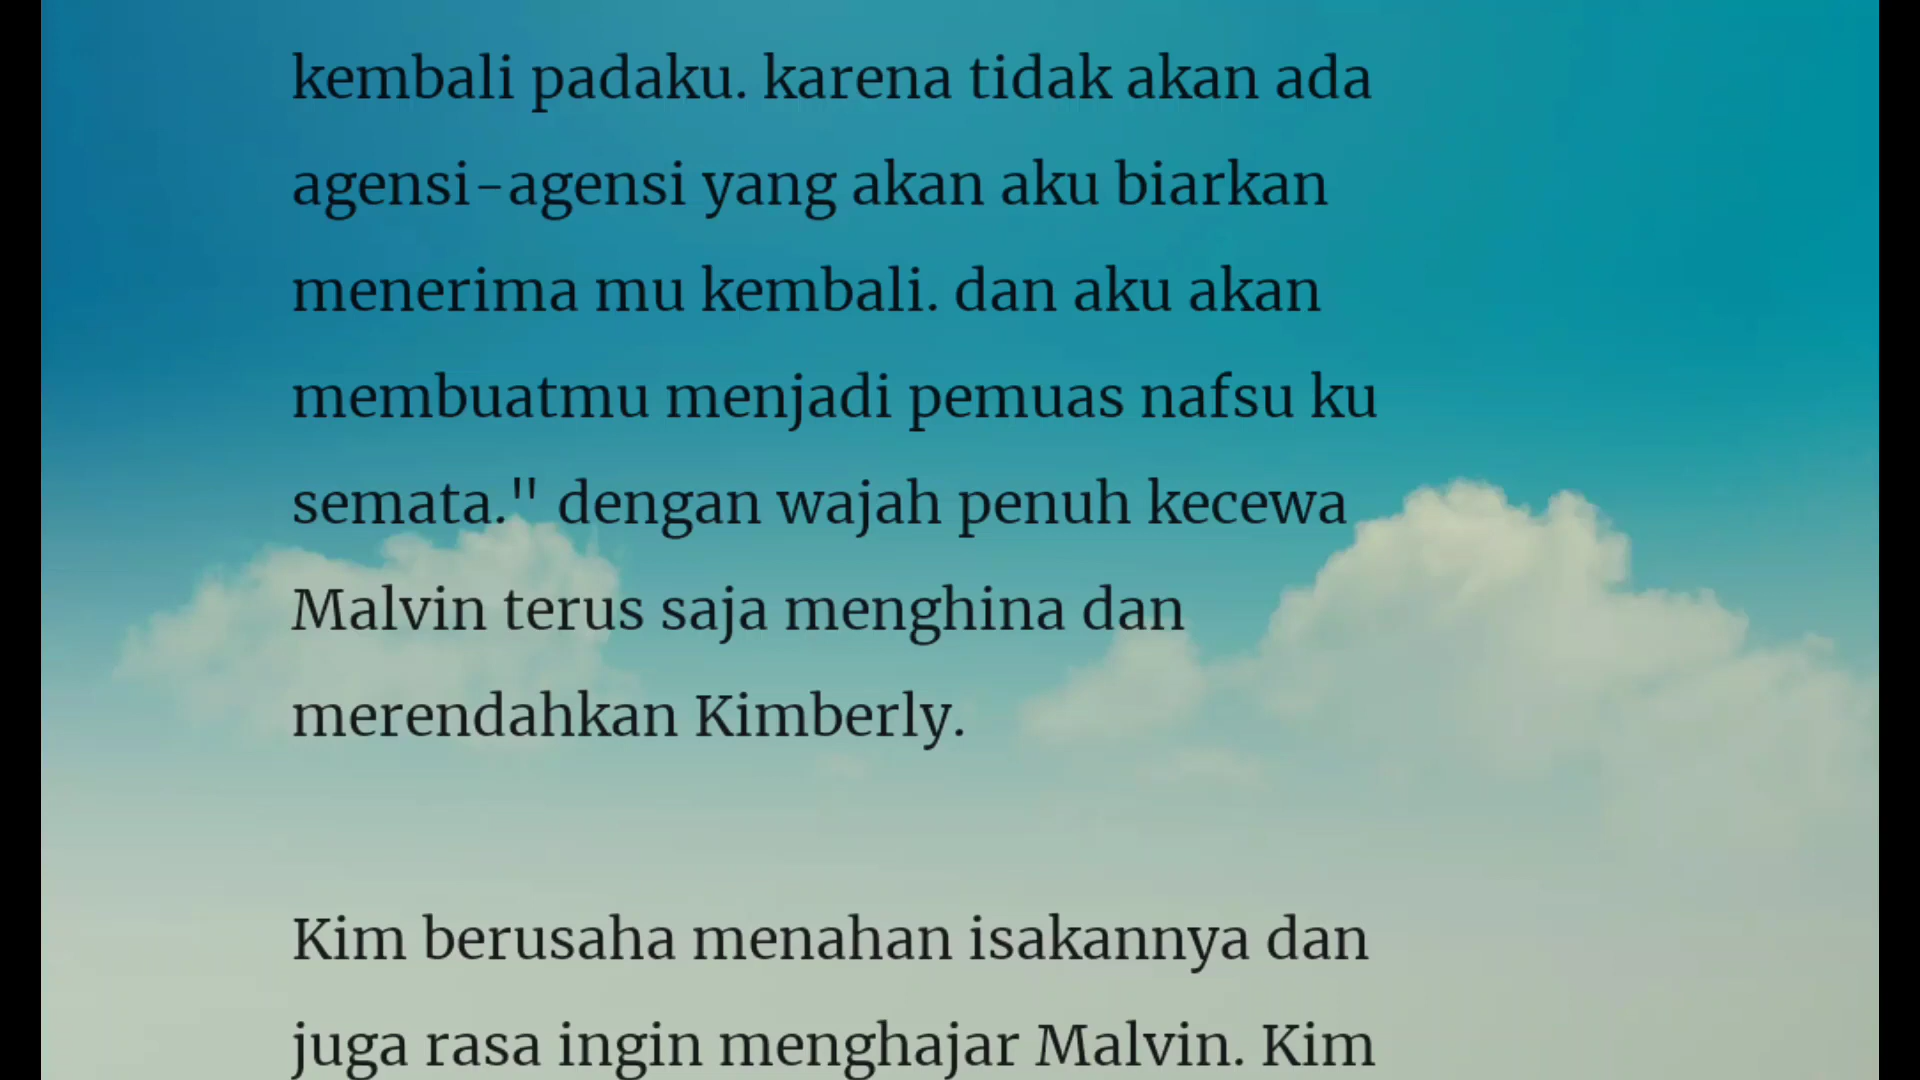 kembali padaku. karena tidak akan ada
agensi-agensi yang akan aku biarkan
menerima mu kembali. dan aku akan
membuatmu menjadi pemuas nafsu ku
semata." dengan wajah penuh kecewa
Malvin terus saja menghina dan
merendahkan Kimberly.
Kim berusaha menahan isakannya dan
juga rasa ingin menghajar Malvin. Kim